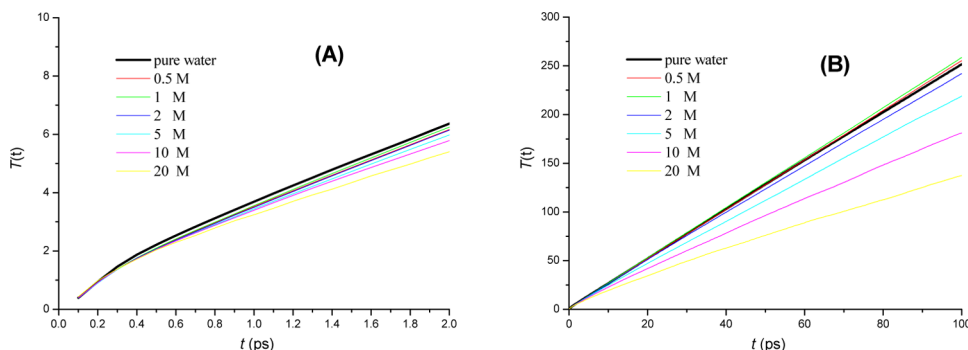 (A)
pure water
0.5 M
1 M
2 M
5 M
10 M
20 M
T(t)
10
8
6
4
2
0
0.0 0.2 0.4 0.6 0.8 1.0 1.2 1.4 1.6 1.8 2.0
t (ps)
(B)
pure water
0.5 M
1 M
2 M
5 M
10 M
20 M
T(t)
300
250
200
150
100
50
0
0 20 40 60 80 100
t (ps)